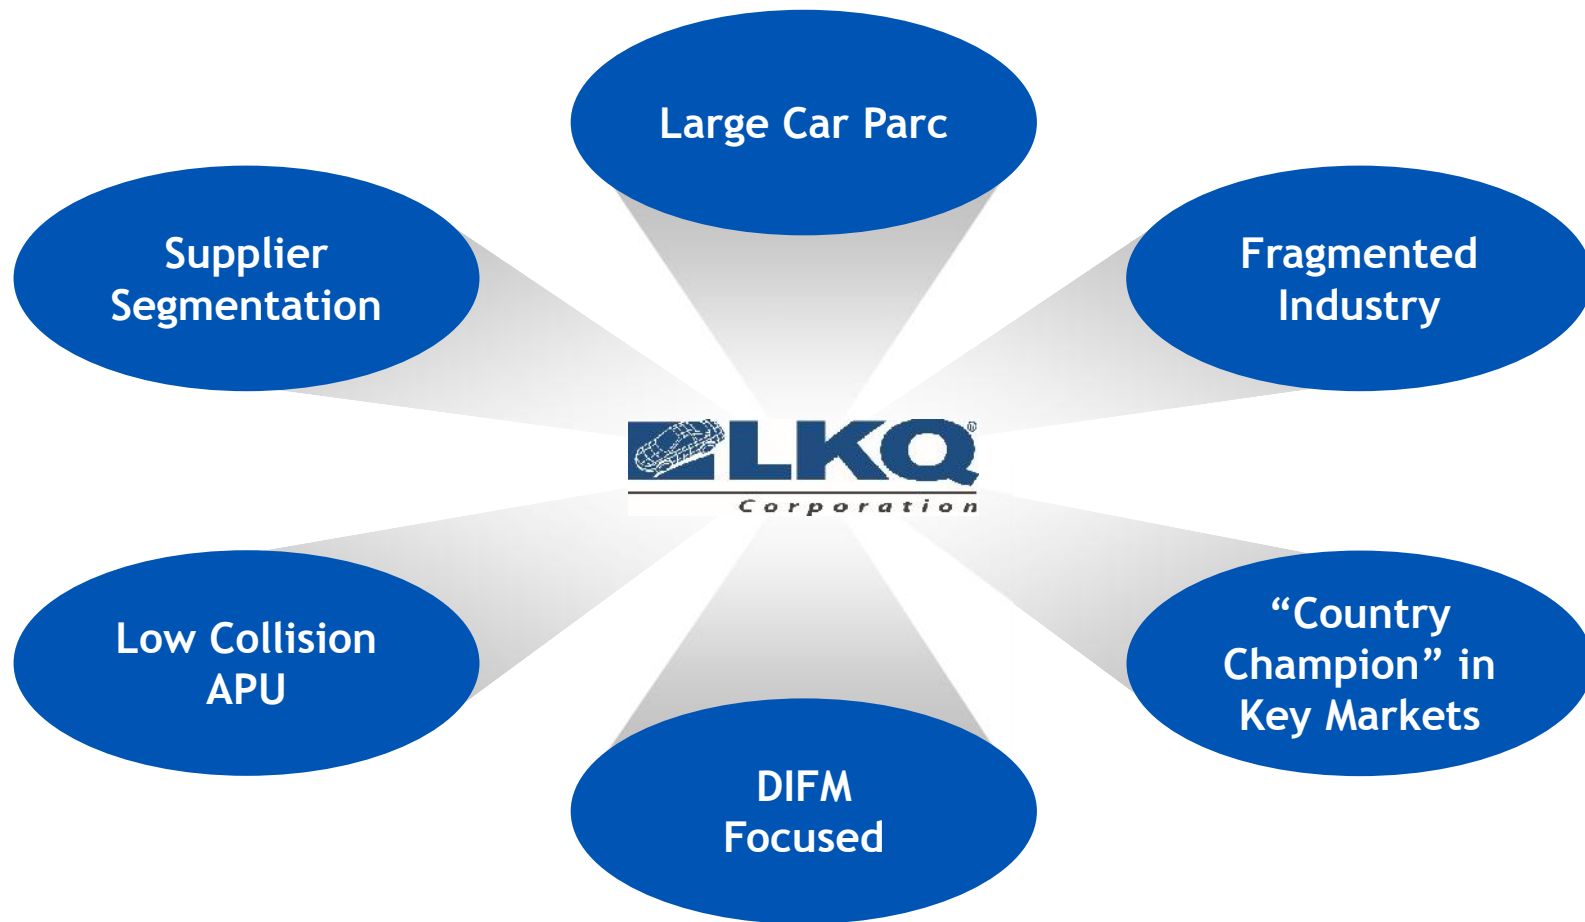 Large Car Parc
Supplier
Segmentation
Fragmented
Industry
LKQ®
Corporation
Low Collision
APU
“Country
Champion” in
Key Markets
DIFM
Focused